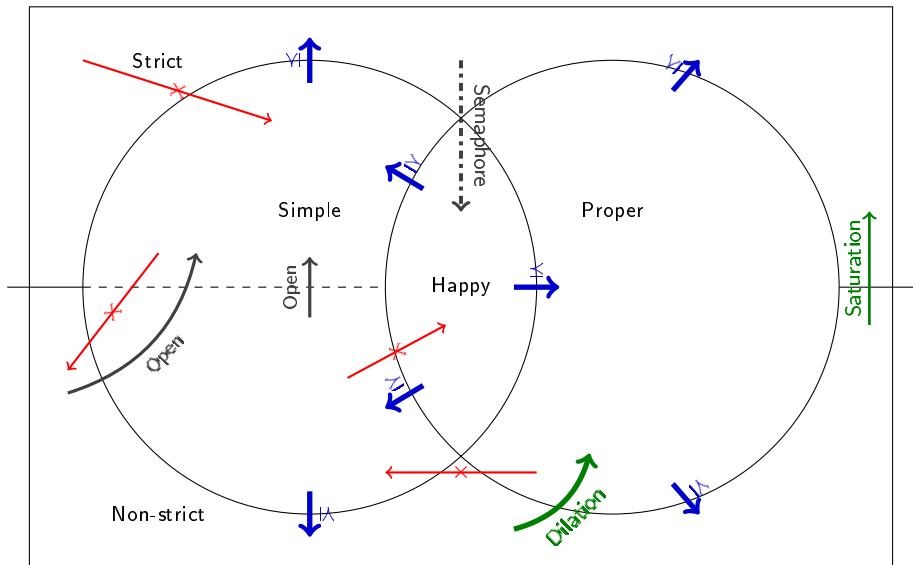 Strict
Semaphore
Simple
Proper
Open
Happy
Saturation
Open
Non-strict
Dilation